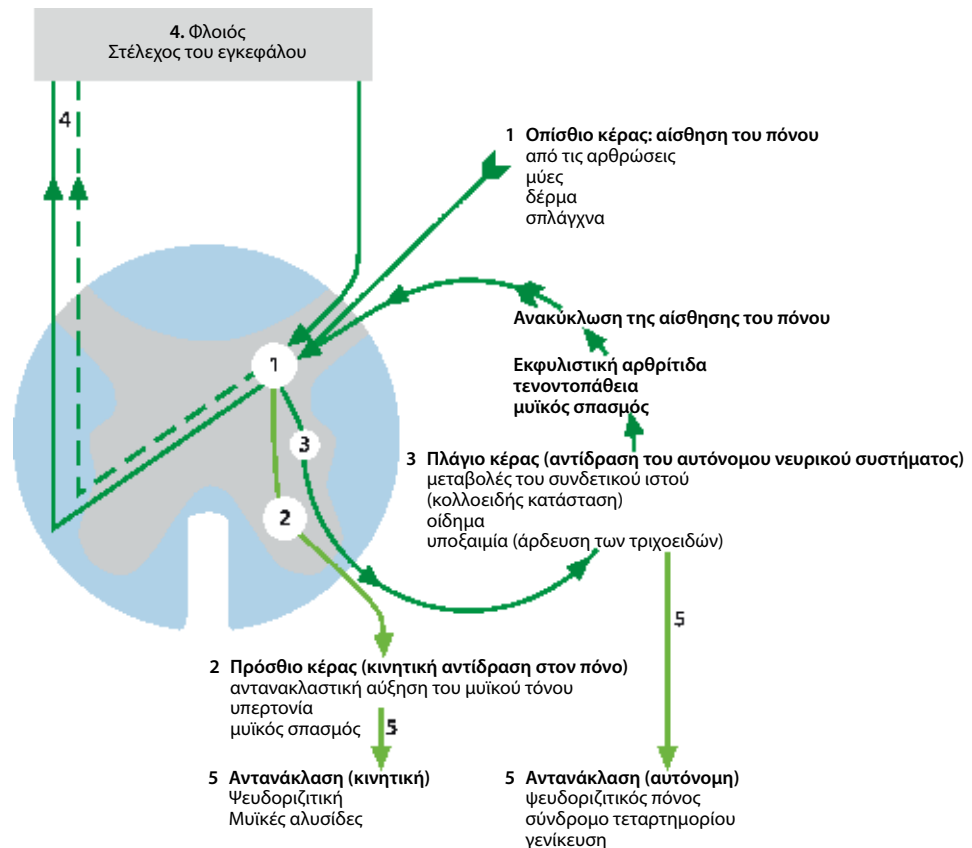 4. Φλοιός
Στέλεχος του εγκεφάλου
4
1 Οπίσθιο κέρας: αίσθηση του πόνου
από τις αρθρώσεις
μύες
δέρμα
σπλάγχνα
Ανακύκλωση της αίσθησης του πόνου
Εκφυλιστική αρθρίτιδα
τενοντοπάθεια
μυϊκός σπασμός
1
3
2
3 Πλάγιο κέρας (αντίδραση του αυτόνομου νευρικού συστήματος)
μεταβολές του συνδετικού ιστού
(κολλοειδής κατάσταση)
οίδημα
υποξαιμία (άρδευση των τριχοειδών)
5
2 Πρόσθιο κέρας (κινητική αντίδραση στον πόνο)
αντανακλαστική αύξηση του μυϊκού τόνου
υπερτονία
μυϊκός σπασμός
5
5 Αντανάκλαση (κινητική)
Ψευδοριζιτική
Μυϊκές αλυσίδες
5 Αντανάκλαση (αυτόνομη)
ψευδοριζιτικός πόνος
σύνδρομο τεταρτημορίου
γενίκευση